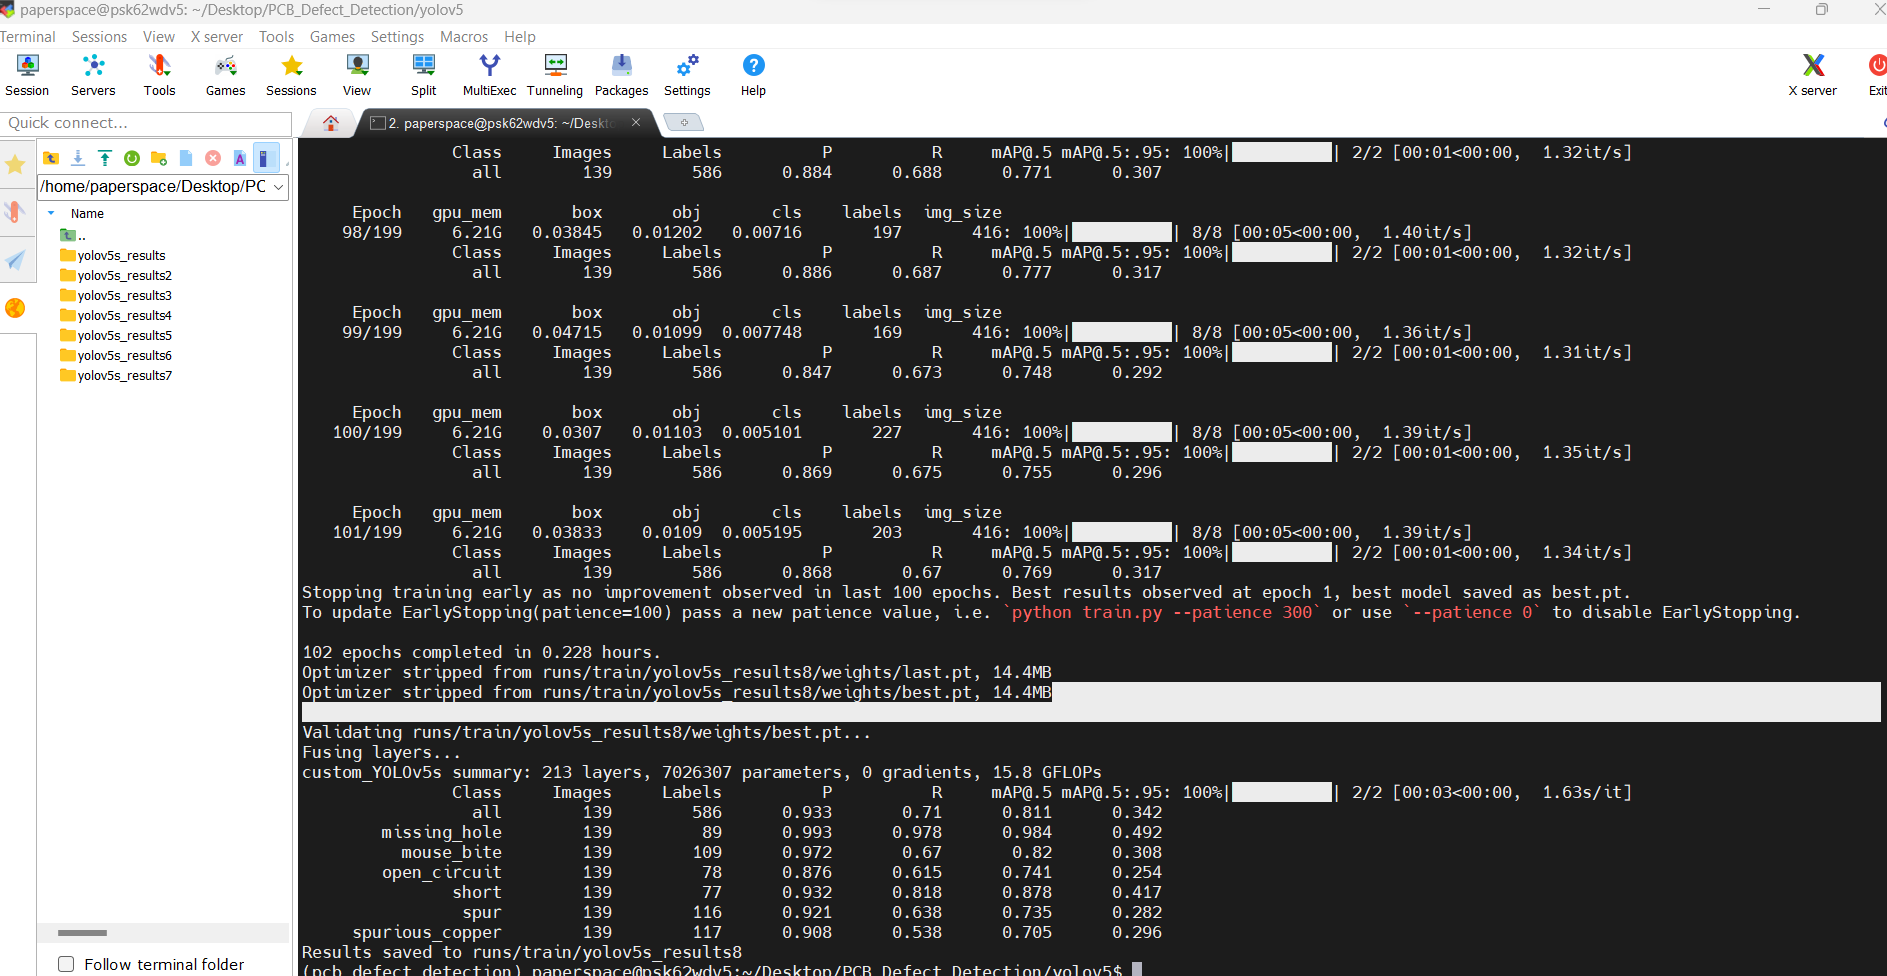 paperspace@psk62wdv5: ~/Desktop/PCB_Defect_Detection/yolov5
Terminal Sessions View X server Tools Games Settings Macros Help
Session Servers Tools Games Sessions View Split MultiExec Tunneling Packages Settings Help X server Exit
Quick connect...
2. paperspace@psk62wdv5: ~/Deskto
/home/paperspace/Desktop/PC
Name
..
yolov5s_results
yolov5s_results2
yolov5s_results3
yolov5s_results4
yolov5s_results5
yolov5s_results6
yolov5s_results7
Follow terminal folder
Class Images Labels P R mAP@.5 mAP@.5:.95: 100%| | 2/2 [00:01<00:00, 1.32it/s]
all 139 586 0.884 0.688 0.771 0.307
Epoch gpu_mem box obj cls labels img_size
98/199 6.21G 0.03845 0.01202 0.00716 197 416: 100%| | 8/8 [00:05<00:00, 1.40it/s]
Class Images Labels P R mAP@.5 mAP@.5:.95: 100%| | 2/2 [00:01<00:00, 1.32it/s]
all 139 586 0.886 0.687 0.777 0.317
Epoch gpu_mem box obj cls labels img_size
99/199 6.21G 0.04715 0.01099 0.007748 169 416: 100%| | 8/8 [00:05<00:00, 1.36it/s]
Class Images Labels P R mAP@.5 mAP@.5:.95: 100%| | 2/2 [00:01<00:00, 1.31it/s]
all 139 586 0.847 0.673 0.748 0.292
Epoch gpu_mem box obj cls labels img_size
100/199 6.21G 0.0307 0.01103 0.005101 227 416: 100%| | 8/8 [00:05<00:00, 1.39it/s]
Class Images Labels P R mAP@.5 mAP@.5:.95: 100%| | 2/2 [00:01<00:00, 1.35it/s]
all 139 586 0.869 0.675 0.755 0.296
Epoch gpu_mem box obj cls labels img_size
101/199 6.21G 0.03833 0.0109 0.005195 203 416: 100%| | 8/8 [00:05<00:00, 1.39it/s]
Class Images Labels P R mAP@.5 mAP@.5:.95: 100%| | 2/2 [00:01<00:00, 1.34it/s]
all 139 586 0.868 0.67 0.769 0.317
Stopping training early as no improvement observed in last 100 epochs. Best results observed at epoch 1, best model saved as best.pt.
To update EarlyStopping(patience=100) pass a new patience value, i.e. `python train.py --patience 300` or use `--patience 0` to disable EarlyStopping.
102 epochs completed in 0.228 hours.
Optimizer stripped from runs/train/yolov5s_results8/weights/last.pt, 14.4MB
Optimizer stripped from runs/train/yolov5s_results8/weights/best.pt, 14.4MB
Validating runs/train/yolov5s_results8/weights/best.pt...
Fusing layers...
custom_YOLOv5s summary: 213 layers, 7026307 parameters, 0 gradients, 15.8 GFLOPs
Class Images Labels P R mAP@.5 mAP@.5:.95: 100%| | 2/2 [00:03<00:00, 1.63s/it]
all 139 586 0.933 0.71 0.811 0.342
missing_hole 139 89 0.993 0.978 0.984 0.492
mouse_bite 139 109 0.972 0.67 0.82 0.308
open_circuit 139 78 0.876 0.615 0.741 0.254
short 139 77 0.932 0.818 0.878 0.417
spur 139 116 0.921 0.638 0.735 0.282
spurious_copper 139 117 0.908 0.538 0.705 0.296
Results saved to runs/train/yolov5s_results8
(pcb_defect_detection) paperspace@psk62wdv5:~/Desktop/PCB_Defect_Detection/yolov5$